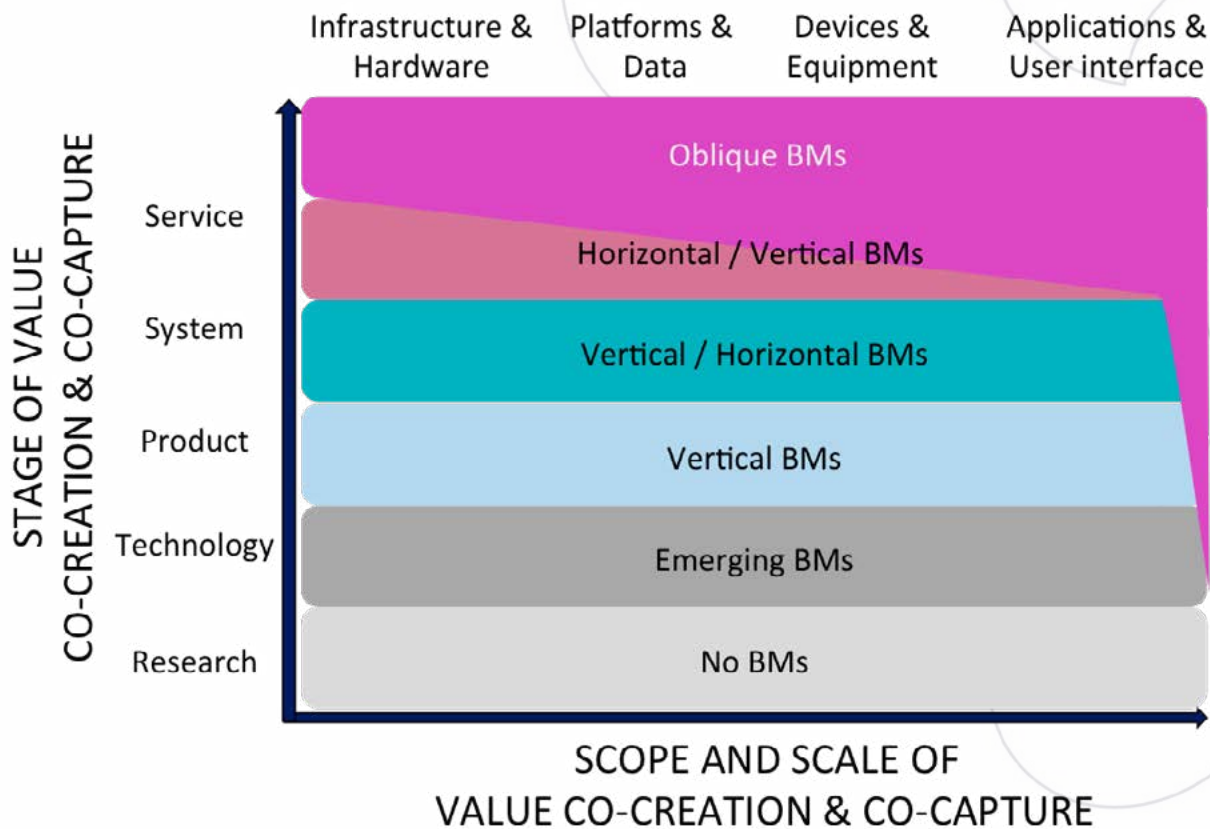 Infrastructure &
Hardware
Platforms &
Data
Devices &
Equipment
Applications &
User interface
STAGE OF VALUE
CO-CREATION & CO-CAPTURE
Oblique BMs
Service
Horizontal / Vertical BMs
System
Vertical / Horizontal BMs
Product
Vertical BMs
Technology
Emerging BMs
Research
No BMs
SCOPE AND SCALE OF
VALUE CO-CREATION & CO-CAPTURE